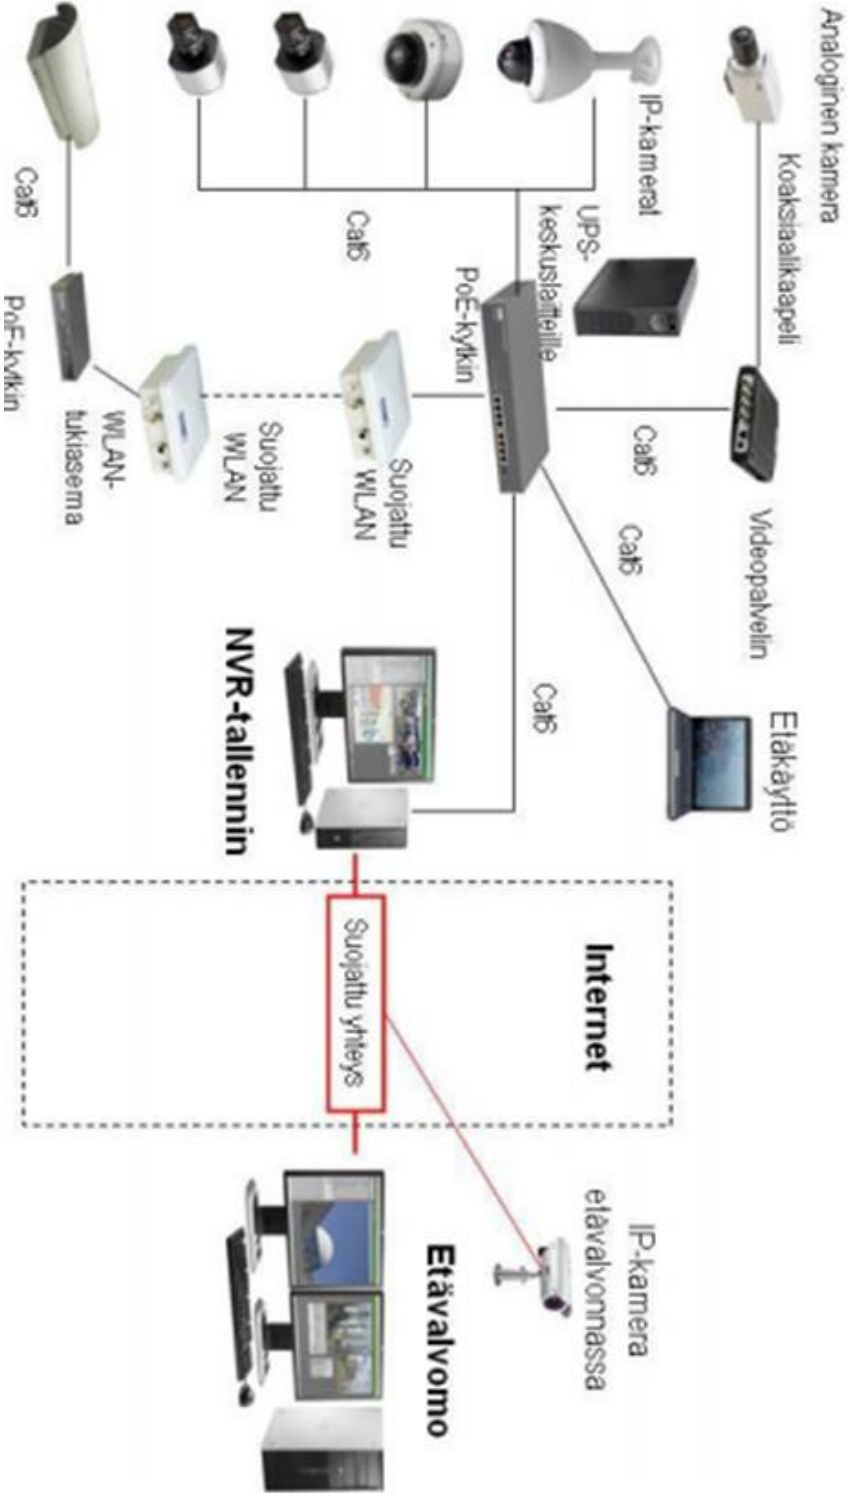 Analoginen kamera
Koaksiaalikaapeli
Videopalvelin
Etäkäyttö
IP-kamerat
UPS-
keskuslaitteille
Cat6
Cat6
Cat6
PoE-kytkin
Cat6
Suojattu
WLAN
Suojattu
WLAN
Cat6
PoE-kytkin
WLAN-
tukiasema
NVR-tallennin
Internet
Suojattu yhteys
IP-kamera
etävalvonnassa
Etävalvomo